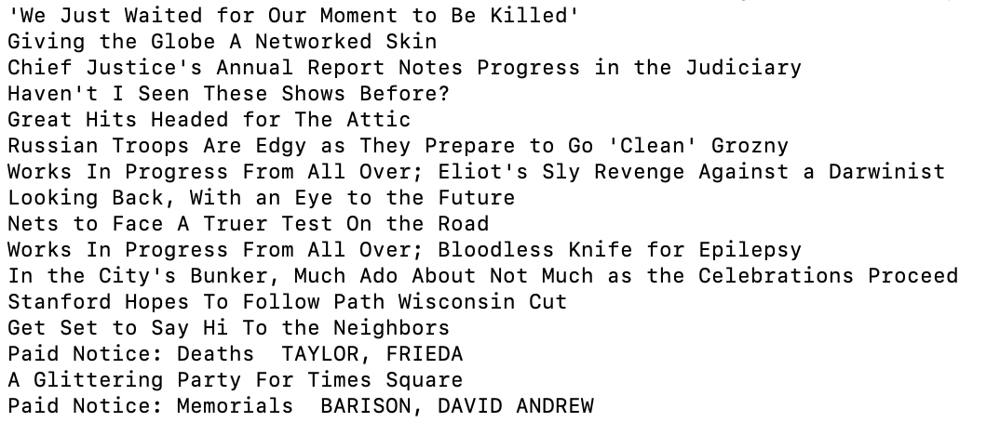 'We Just Waited for Our Moment to Be Killed'
Giving the Globe A Networked Skin
Chief Justice's Annual Report Notes Progress in the Judiciary
Haven't I Seen These Shows Before?
Great Hits Headed for The Attic
Russian Troops Are Edgy as They Prepare to Go 'Clean' Grozny
Works In Progress From All Over; Eliot's Sly Revenge Against a Darwinist
Looking Back, With an Eye to the Future
Nets to Face A Truer Test On the Road
Works In Progress From All Over; Bloodless Knife for Epilepsy
In the City's Bunker, Much Ado About Not Much as the Celebrations Proceed
Stanford Hopes To Follow Path Wisconsin Cut
Get Set to Say Hi To the Neighbors
Paid Notice: Deaths  TAYLOR, FRIEDA
A Glittering Party For Times Square
Paid Notice: Memorials  BARISON, DAVID ANDREW